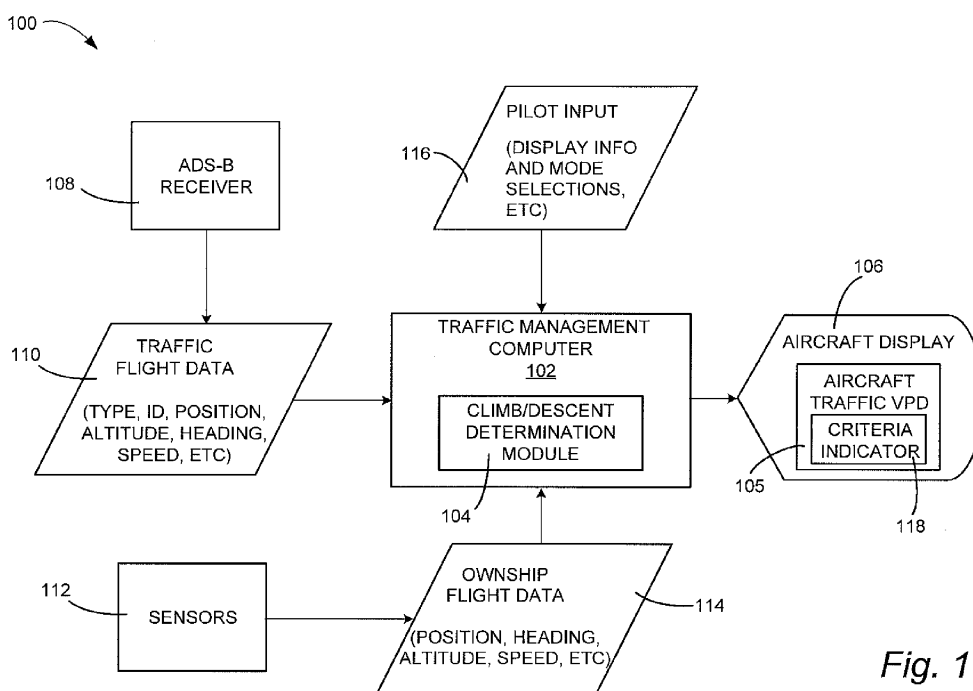 100
ADS-B
RECEIVER
108
PILOT INPUT
(DISPLAY INFO
AND MODE
SELECTIONS,
ETC)
116
TRAFFIC
FLIGHT DATA
(TYPE, ID, POSITION,
ALTITUDE, HEADING,
SPEED, ETC)
110
TRAFFIC MANAGEMENT
COMPUTER
102
CLIMB/DESCENT
DETERMINATION
MODULE
104
106
AIRCRAFT DISPLAY
AIRCRAFT
TRAFFIC VPD
CRITERIA
INDICATOR
105
118
112
SENSORS
OWNSHIP
FLIGHT DATA
(POSITION, HEADING,
ALTITUDE, SPEED, ETC)
114
Fig. 1